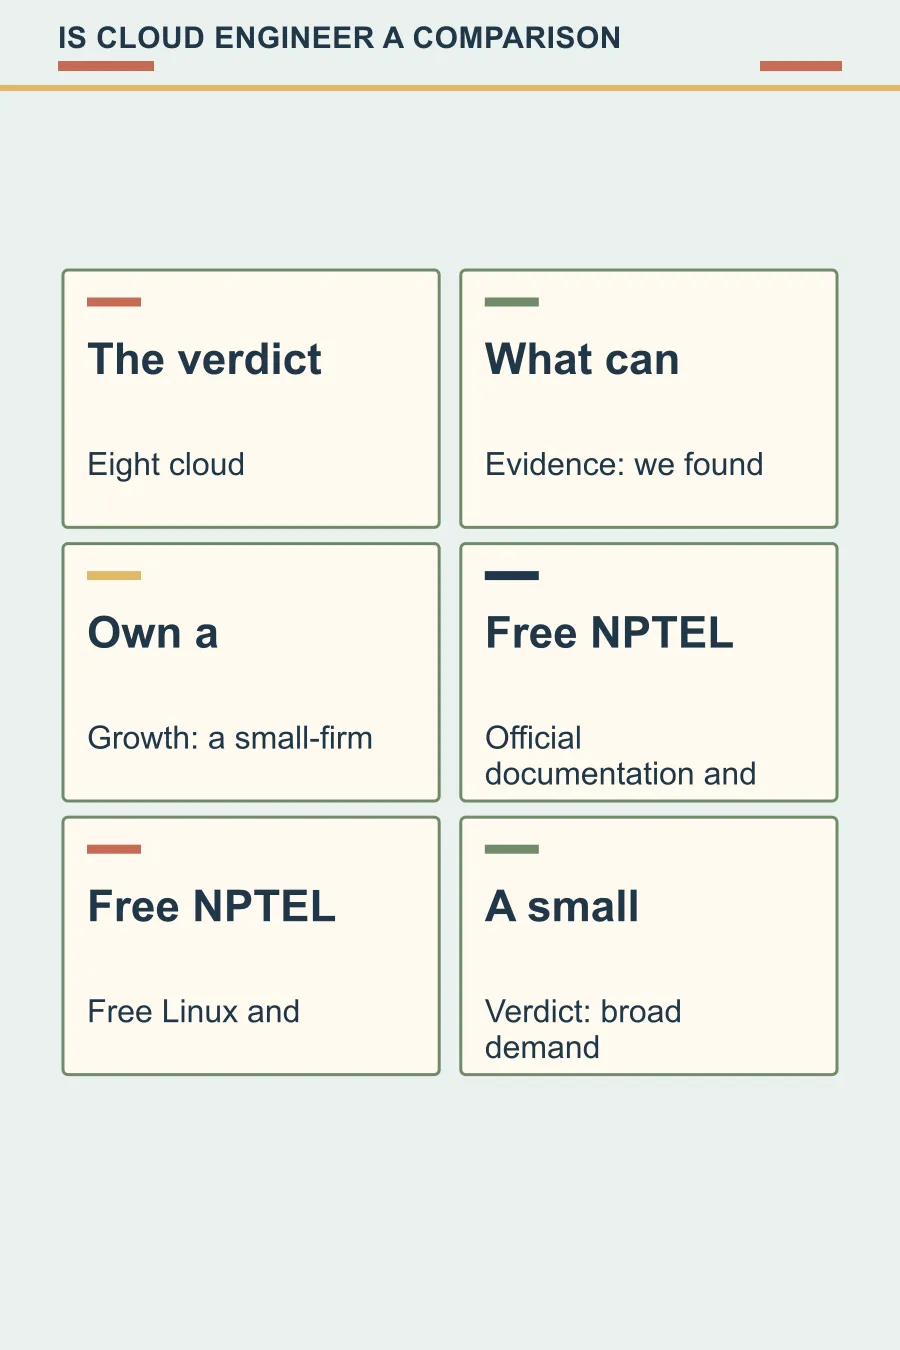 IS CLOUD ENGINEER A COMPARISON
The verdict
Eight cloud
What can
Evidence: we found
Own a
Growth: a small-firm
Free NPTEL
Official
documentation and
Free NPTEL
Free Linux and
A small
Verdict: broad
demand